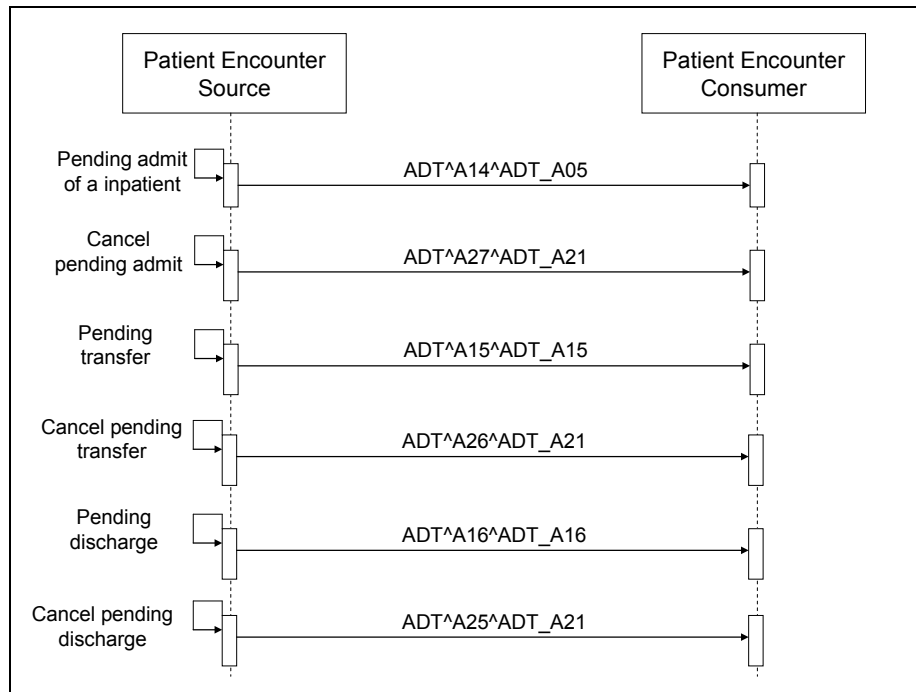 Patient Encounter
Source
Patient Encounter
Consumer
Pending admit
of a inpatient
ADT^A14^ADT_A05
Cancel
pending admit
ADT^A27^ADT_A21
Pending
transfer
ADT^A15^ADT_A15
Cancel pending
transfer
ADT^A26^ADT_A21
Pending
discharge
ADT^A16^ADT_A16
Cancel pending
discharge
ADT^A25^ADT_A21